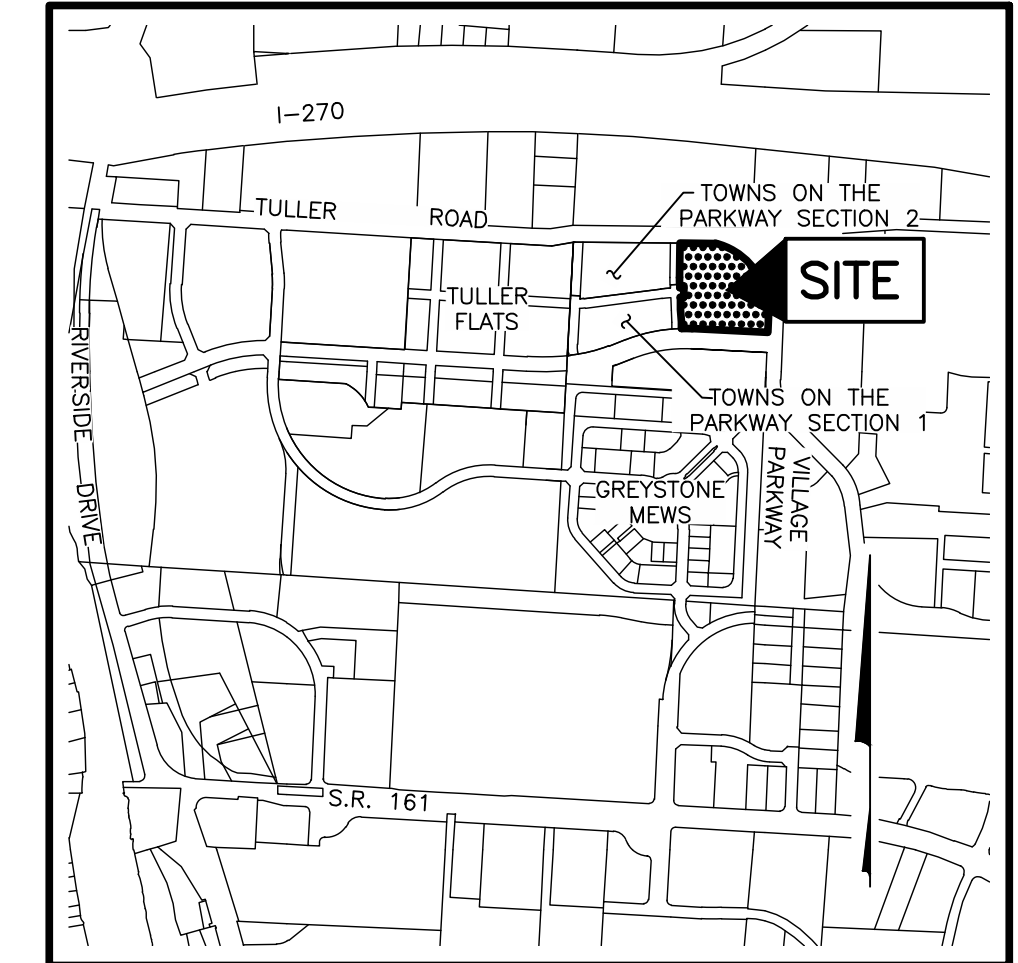 I-270
TOWNS ON THE
PARKWAY SECTION 2
TULLER ROAD
SITE
TULLER
FLATS
RIVERSIDE DRIVE
TOWNS ON THE
PARKWAY SECTION 1
VILLAGE
PARKWAY
GREYSTONE
MEWS
S.R. 161